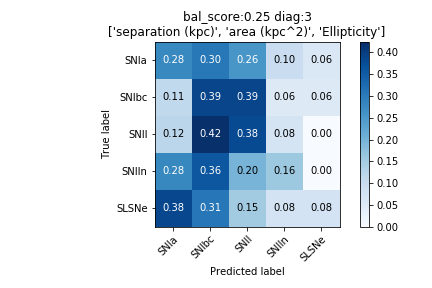 bal_score:0.25 diag:3
['separation (kpc)', 'area (kpc^2)', 'Ellipticity']
True label
SNIa 0.28 0.30 0.26 0.10 0.06
SNIbc 0.11 0.39 0.39 0.06 0.06
SNII 0.12 0.42 0.38 0.08 0.00
SNIIn 0.28 0.36 0.20 0.16 0.00
SLSNe 0.38 0.31 0.15 0.08 0.08
SNIa SNIbc SNII SNIIn SLSNe
Predicted label
0.40
0.35
0.30
0.25
0.20
0.15
0.10
0.05
0.00